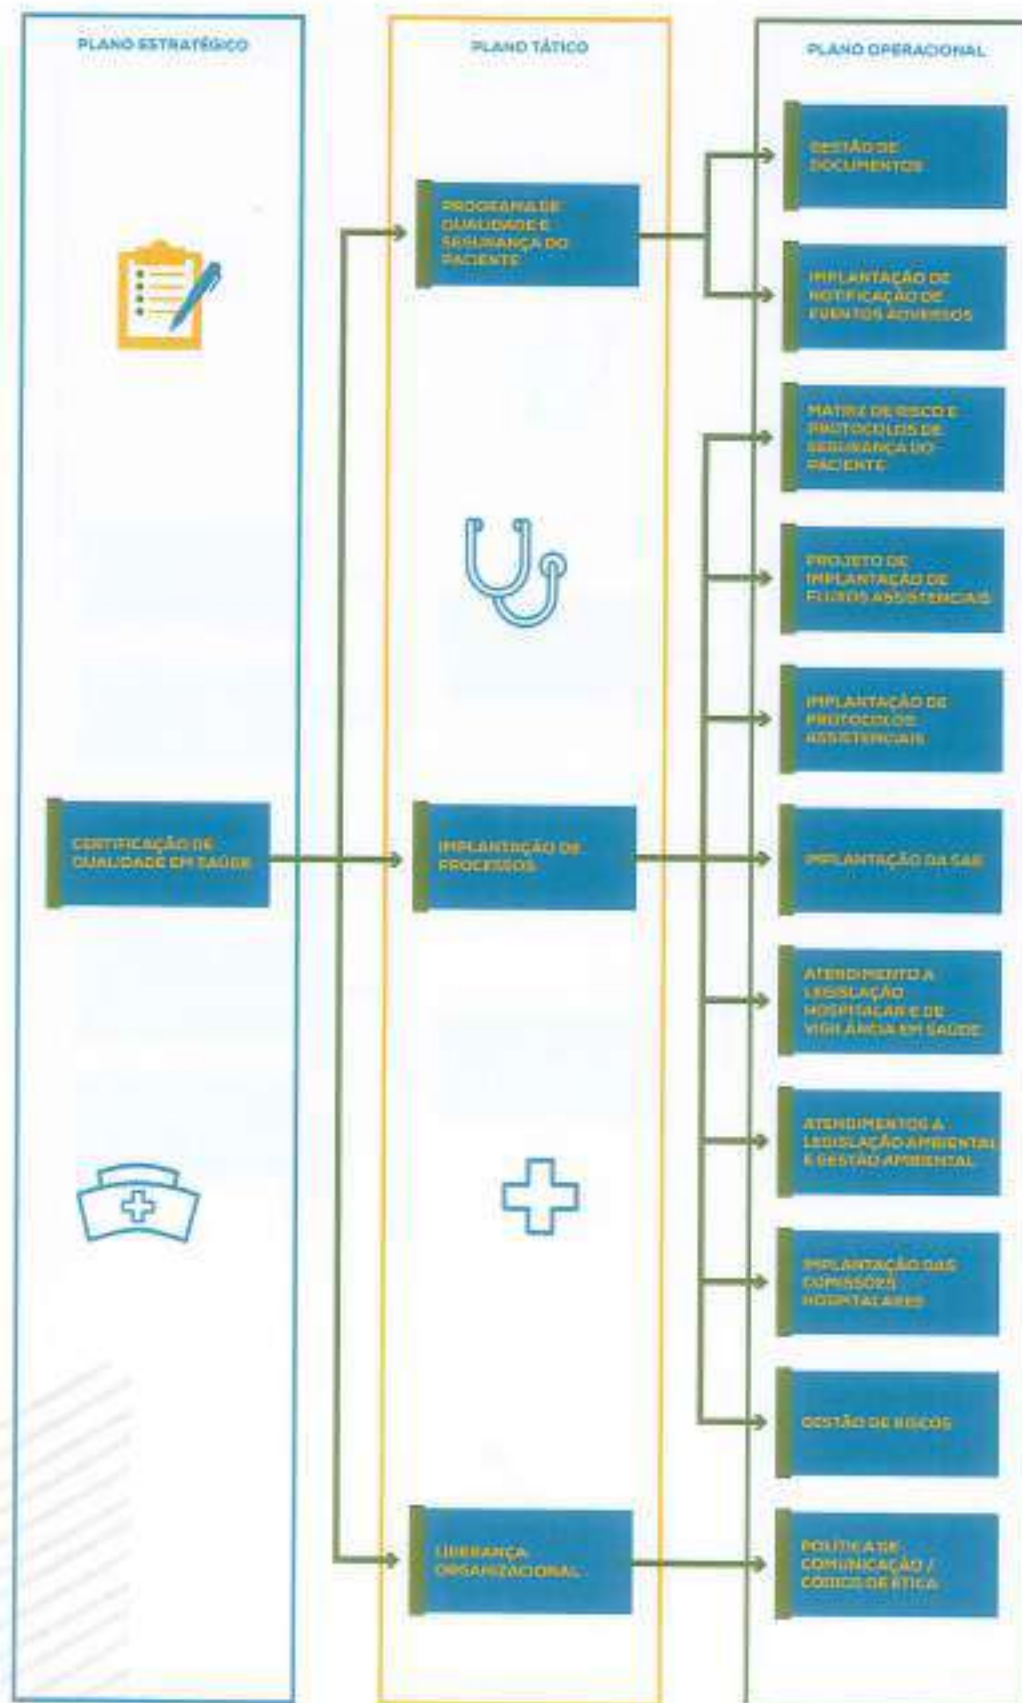 PLANO ESTRATÉGICO
CERTIFICAÇÃO DE
QUALIDADE EM SAÚDE
PLANO TÁTICO
PROGRAMA DE
QUALIDADE E
SEGURANÇA DO
PACIENTE
IMPLANTAÇÃO DE
PROCESSOS
LIDERANÇA
ORGANIZACIONAL
PLANO OPERACIONAL
GESTÃO DE
DOCUMENTOS
IMPLANTAÇÃO DE
NOTIFICAÇÃO DE
EVENTOS ADVERSOS
MATRIZ DE RISCO E
PROTOCOLOS DE
SEGURANÇA DO
PACIENTE
PROJETO DE
IMPLANTAÇÃO DE
FLUXOS ASSISTENCIAIS
IMPLANTAÇÃO DE
PROTOCOLOS
ASSISTENCIAIS
IMPLANTAÇÃO DA SAE
ATENDIMENTO A
LEGISLAÇÃO
HOSPITALAR E DE
VIGILÂNCIA EM SAÚDE
ATENDIMENTOS A
LEGISLAÇÃO AMBIENTAL
E GESTÃO AMBIENTAL
IMPLANTAÇÃO DAS
COMISSÕES
HOSPITALARES
GESTÃO DE RISCOS
POLÍTICA DE
COMUNICAÇÃO /
CÓDIGO DE ÉTICA